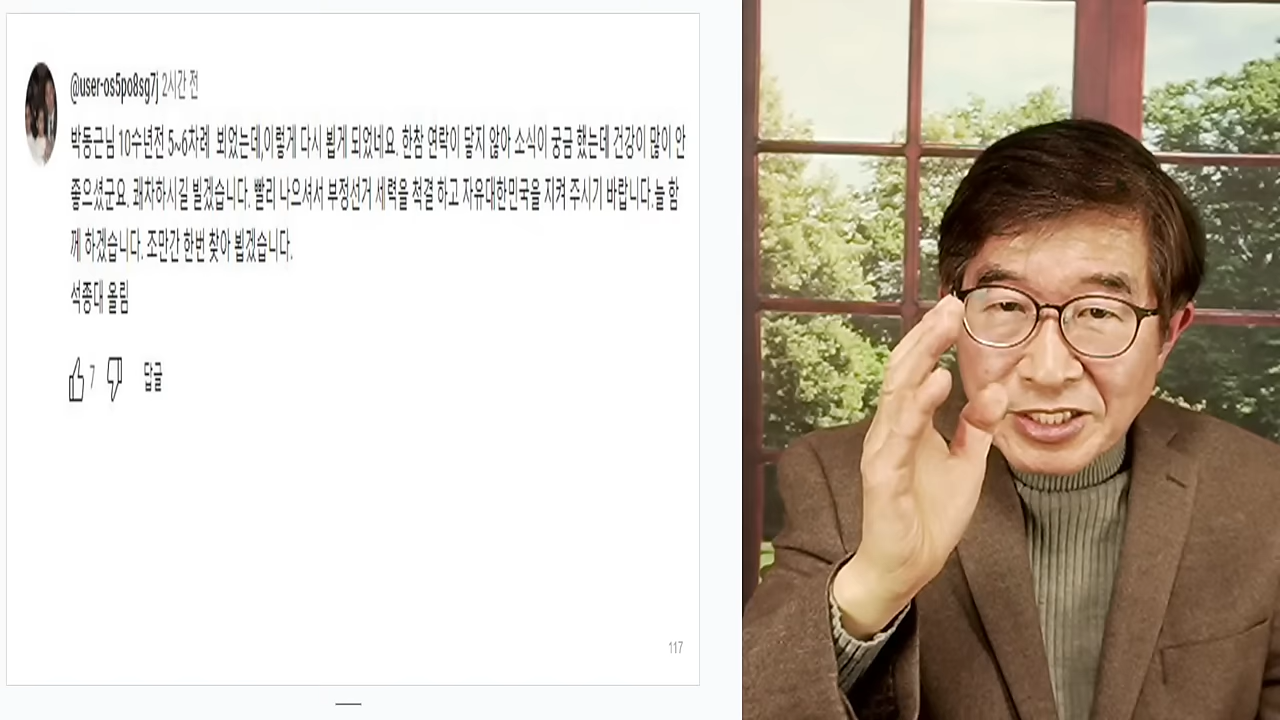 @user-os5po8sg7j 2시간 전
박동근님 10수년전 5~6차례 뵈었는데,이렇게 다시 뵙게 되었네요. 한참 연락이 닿지 않아 소식이 궁금 했는데 건강이 많이 안
좋으셨군요. 쾌차하시길 빌겠습니다. 빨리 나으셔서 부정선거 세력을 척결 하고 자유대한민국을 지켜 주시기 바랍니다.늘 함
께 하겠습니다. 조만간 한번 찾아 뵙겠습니다.
석종대 올림
7 답글
117